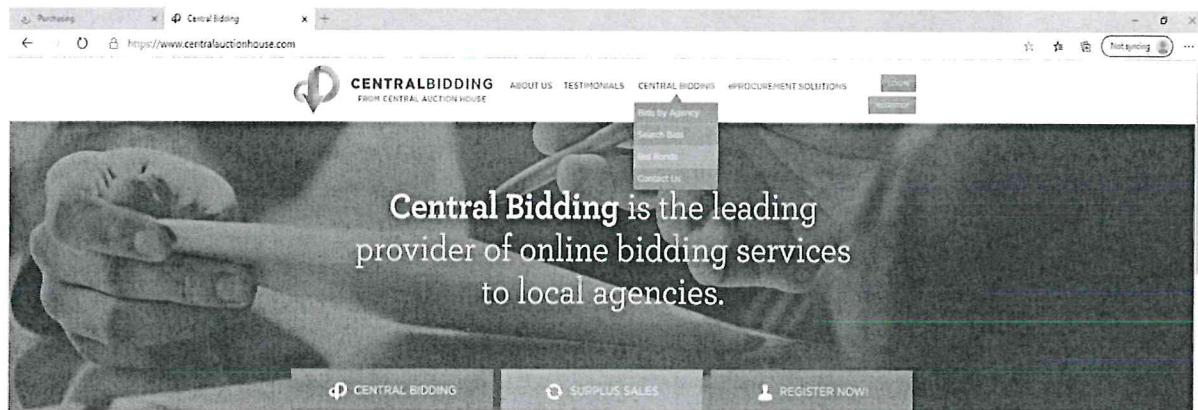 Purchasing
Central Bidding
https://www.centralauctionhouse.com
Not syncing
CENTRALBIDDING
FROM CENTRAL AUCTION HOUSE
ABOUT US TESTIMONIALS CENTRAL BIDDING ePROCUREMENT SOLUTIONS
LOGIN
REGISTER
Bids by Agency
Search Bids
Bid Bonds
Contact Us
Central Bidding is the leading
provider of online bidding services
to local agencies.
CENTRAL BIDDING
SURPLUS SALES
REGISTER NOW!